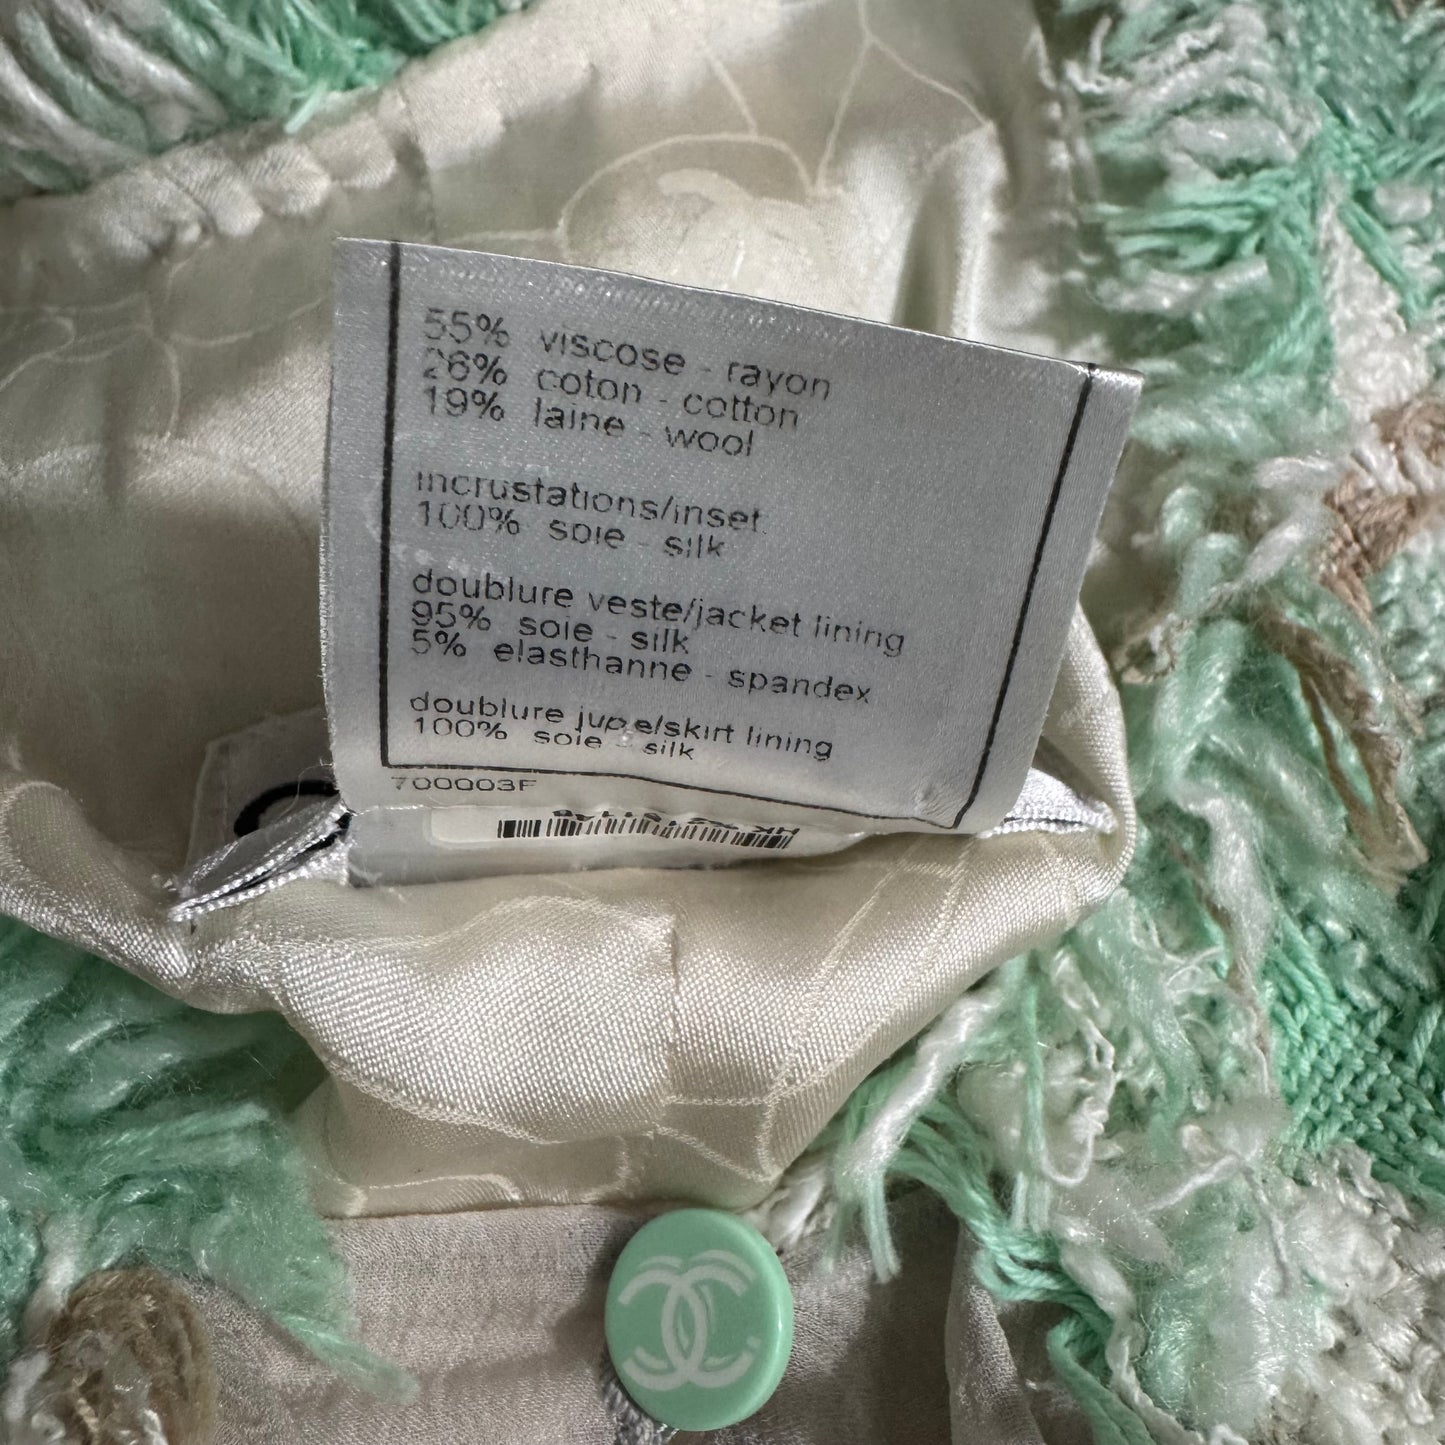 55% viscose - rayon
26% coton - cotton
19% laine - wool
incrustations/inset
100% soie - silk
doublure veste/jacket lining
95% soie - silk
5% elasthanne - spandex
doublure jupe/skirt lining
100% soie - silk
700003F